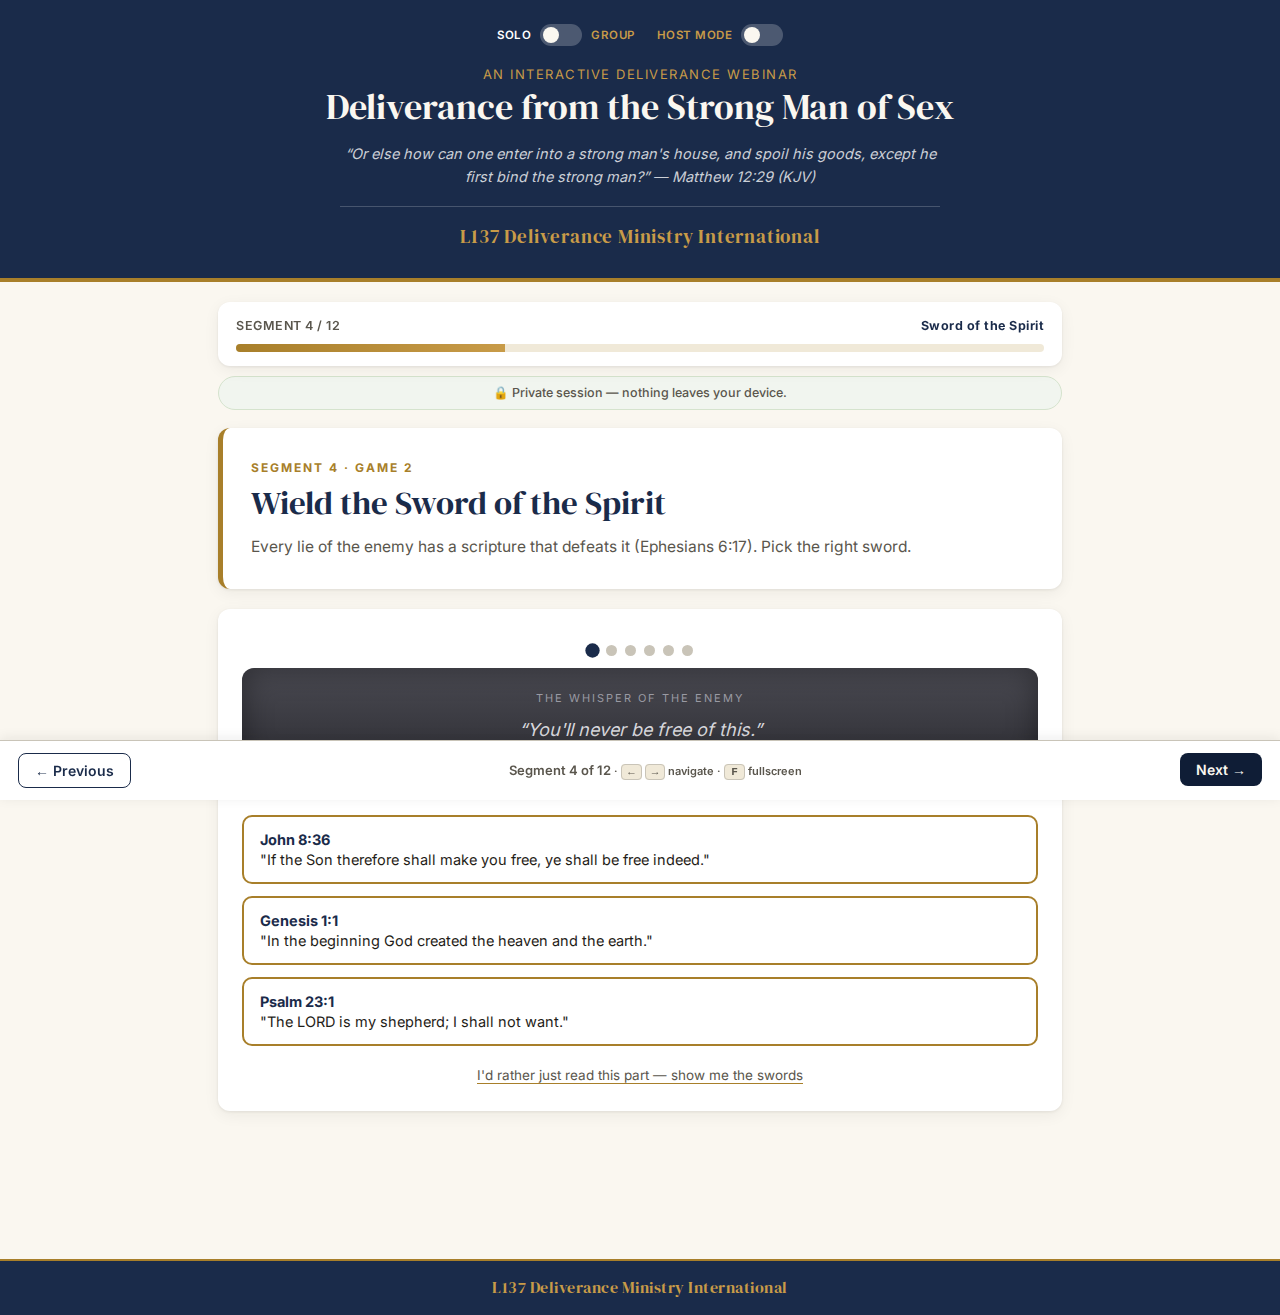 SOLO GROUP HOST MODE
AN INTERACTIVE DELIVERANCE WEBINAR
Deliverance from the Strong Man of Sex
“Or else how can one enter into a strong man's house, and spoil his goods, except he
first bind the strong man?” — Matthew 12:29 (KJV)
L137 Deliverance Ministry International
SEGMENT 4 / 12
Sword of the Spirit
🔒 Private session — nothing leaves your device.
SEGMENT 4 · GAME 2
Wield the Sword of the Spirit
Every lie of the enemy has a scripture that defeats it (Ephesians 6:17). Pick the right sword.
THE WHISPER OF THE ENEMY
“You'll never be free of this.”
← Previous
Segment 4 of 12 · ← → navigate · F fullscreen
Next →
John 8:36
"If the Son therefore shall make you free, ye shall be free indeed."
Genesis 1:1
"In the beginning God created the heaven and the earth."
Psalm 23:1
"The LORD is my shepherd; I shall not want."
I'd rather just read this part — show me the swords
L137 Deliverance Ministry International